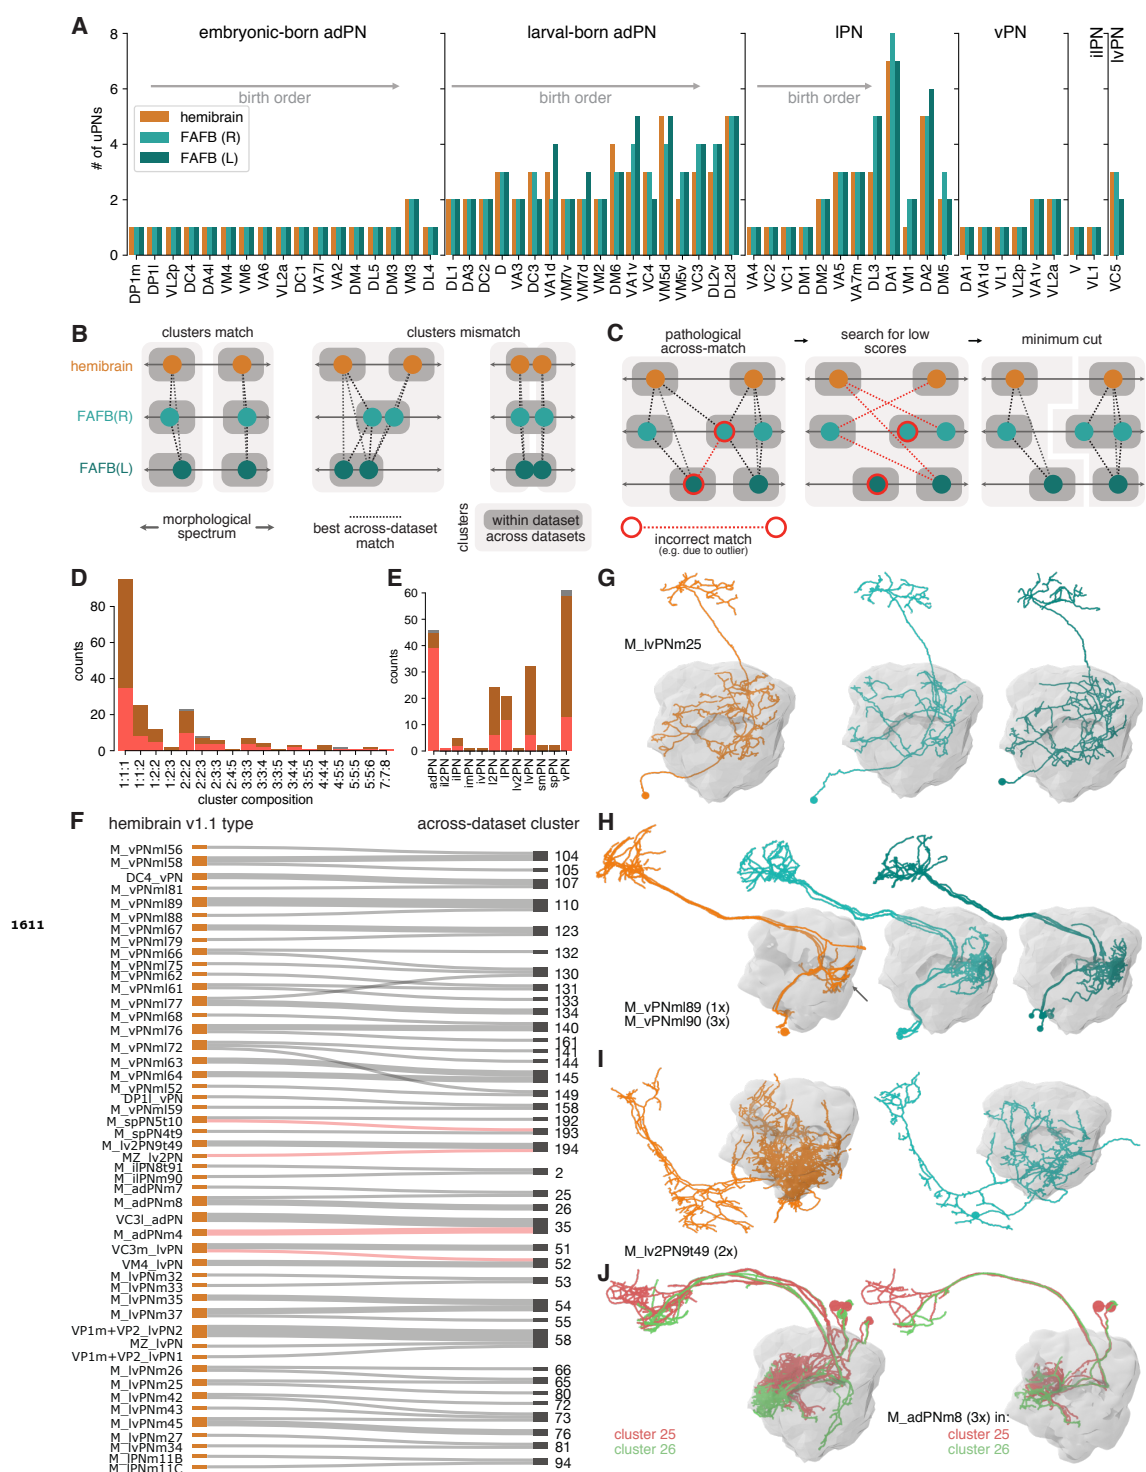 A
embryonic-born adPN
larval-born adPN
lPN
vPN
ilPN
lvPN
birth order
birth order
birth order
hemibrain
FAFB (R)
FAFB (L)
# of uPNs
8
6
4
2
0
DP1m
DP1l
VL2p
DC4
DA4l
VM4
VM6
VA6
VL2a
DC1
VA7l
VA2
DM4
DL5
DM3
VM3
DL4
DL1
DA3
DC2
D
VA3
DC3
VA1d
VM7v
VM7d
VM2
DM6
VA1v
VC4
VM5d
VM5v
VC3
DL2v
DL2d
VA4
VC2
VC1
DM1
DM2
VA5
VA7m
DL3
DA1
VM1
DA2
DM5
DA1
VA1d
VL1
VL2p
VA1v
VL2a
V
VL1
VC5
B
clusters match
clusters mismatch
hemibrain
FAFB(R)
FAFB(L)
morphological
spectrum
best across-dataset
match
clusters
within dataset
across datasets
C
pathological
across-match
search for low
scores
minimum cut
incorrect match
(e.g. due to outlier)
D
counts
80
60
40
20
0
1:1:1
1:1:2
1:2:2
1:2:3
2:2:2
2:2:3
2:3:3
2:4:5
3:3:3
3:3:4
3:3:5
3:4:4
3:5:5
4:4:4
4:5:5
5:5:5
5:5:6
7:7:8
cluster composition
E
counts
60
50
40
30
20
10
0
adPN
il2PN
ilPN
imPN
ivPN
l2PN
lPN
lv2PN
lvPN
smPN
spPN
vPN
F
hemibrain v1.1 type
across-dataset cluster
M_vPNml56
M_vPNml58
DC4_vPN
M_vPNml81
M_vPNml89
M_vPNml88
M_vPNml67
M_vPNml79
M_vPNml66
M_vPNml75
M_vPNml62
M_vPNml61
M_vPNml77
M_vPNml68
M_vPNml76
M_vPNml72
M_vPNml63
M_vPNml64
M_vPNml52
DP1l_vPN
M_vPNml59
M_spPN5t10
M_spPN4t9
M_lv2PN9t49
MZ_lv2PN
M_ilPN8t91
M_ilPNm90
M_adPNm7
M_adPNm8
VC3l_adPN
M_adPNm4
VC3m_lvPN
VM4_lvPN
M_lvPNm32
M_lvPNm33
M_lvPNm35
M_lvPNm37
VP1m+VP2_lvPN2
MZ_lvPN
VP1m+VP2_lvPN1
M_lvPNm26
M_lvPNm25
M_lvPNm42
M_lvPNm43
M_lvPNm45
M_lvPNm27
M_lvPNm34
M_lPNm11B
M_lPNm11C
104
105
107
110
123
132
130
131
133
134
140
161
141
144
145
149
158
192
193
194
2
25
26
35
51
52
53
54
55
58
66
65
80
72
73
76
81
94
1611
G
M_lvPNm25
H
M_vPNml89 (1x)
M_vPNml90 (3x)
I
M_lv2PN9t49 (2x)
J
cluster 25
cluster 26
M_adPNm8 (3x) in:
cluster 25
cluster 26